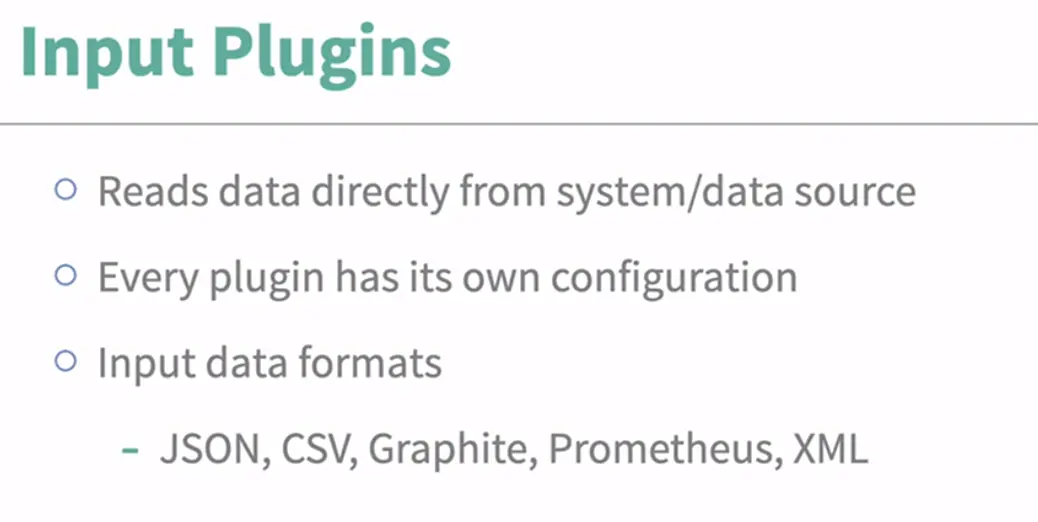 Input Plugins
Reads data directly from system/data source
Every plugin has its own configuration
Input data formats
– JSON, CSV, Graphite, Prometheus, XML